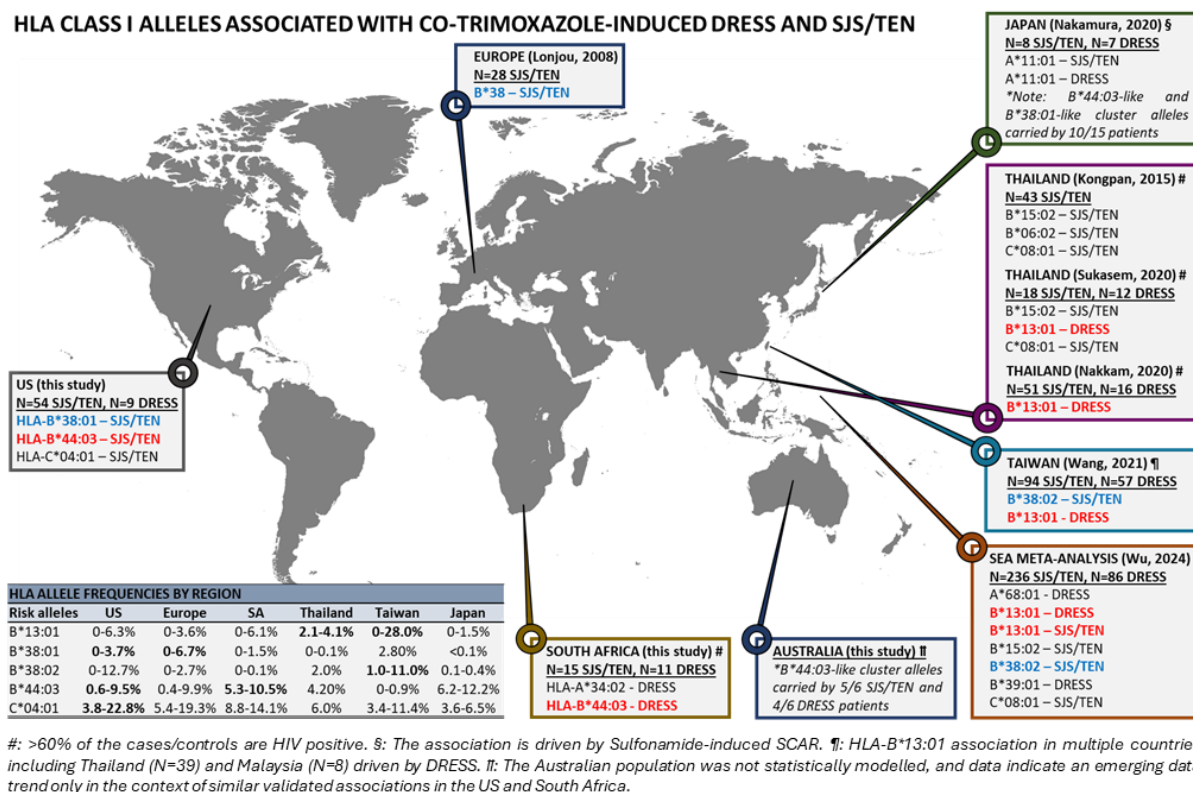 HLA CLASS I ALLELES ASSOCIATED WITH CO-TRIMOXAZOLE-INDUCED DRESS AND SJS/TEN
EUROPE (Lonjou, 2008)
N=28 SJS/TEN
B*38 – SJS/TEN
JAPAN (Nakamura, 2020) §
N=8 SJS/TEN, N=7 DRESS
A*11:01 – SJS/TEN
A*11:01 – DRESS
*Note: B*44:03-like and
B*38:01-like cluster alleles
carried by 10/15 patients
THAILAND (Kongpan, 2015) #
N=43 SJS/TEN
B*15:02 – SJS/TEN
B*06:02 – SJS/TEN
C*08:01 – SJS/TEN
THAILAND (Sukasem, 2020) #
N=18 SJS/TEN, N=12 DRESS
B*15:02 – SJS/TEN
B*13:01 – DRESS
C*08:01 – SJS/TEN
THAILAND (Nakkam, 2020) #
N=51 SJS/TEN, N=16 DRESS
B*13:01 – DRESS
US (this study)
N=54 SJS/TEN, N=9 DRESS
HLA-B*38:01 – SJS/TEN
HLA-B*44:03 – SJS/TEN
HLA-C*04:01 – SJS/TEN
TAIWAN (Wang, 2021) ¶
N=94 SJS/TEN, N=57 DRESS
B*38:02 – SJS/TEN
B*13:01 - DRESS
SEA META-ANALYSIS (Wu, 2024)
N=236 SJS/TEN, N=86 DRESS
A*68:01 - DRESS
B*13:01 – DRESS
B*13:01 – SJS/TEN
B*15:02 – SJS/TEN
B*38:02 – SJS/TEN
B*39:01 – DRESS
C*08:01 – SJS/TEN
HLA ALLELE FREQUENCIES BY REGION
Risk alleles US Europe SA Thailand Taiwan Japan
B*13:01 0-6.3% 0-3.6% 0-6.1% 2.1-4.1% 0-28.0% 0-1.5%
B*38:01 0-3.7% 0-6.7% 0-1.5% 0-0.1% 2.80% <0.1%
B*38:02 0-12.7% 0-2.7% 0-0.1% 2.0% 1.0-11.0% 0.1-0.4%
B*44:03 0.6-9.5% 0.4-9.9% 5.3-10.5% 4.20% 0-0.9% 6.2-12.2%
C*04:01 3.8-22.8% 5.4-19.3% 8.8-14.1% 6.0% 3.4-11.4% 3.6-6.5%
SOUTH AFRICA (this study) #
N=15 SJS/TEN, N=11 DRESS
HLA-A*34:02 - DRESS
HLA-B*44:03 - DRESS
AUSTRALIA (this study) ¶¶
*B*44:03-like cluster alleles
carried by 5/6 SJS/TEN and
4/6 DRESS patients
#: >60% of the cases/controls are HIV positive. §: The association is driven by Sulfonamide-induced SCAR. ¶: HLA-B*13:01 association in multiple countrie
including Thailand (N=39) and Malaysia (N=8) driven by DRESS. ¶¶: The Australian population was not statistically modelled, and data indicate an emerging dat
trend only in the context of similar validated associations in the US and South Africa.